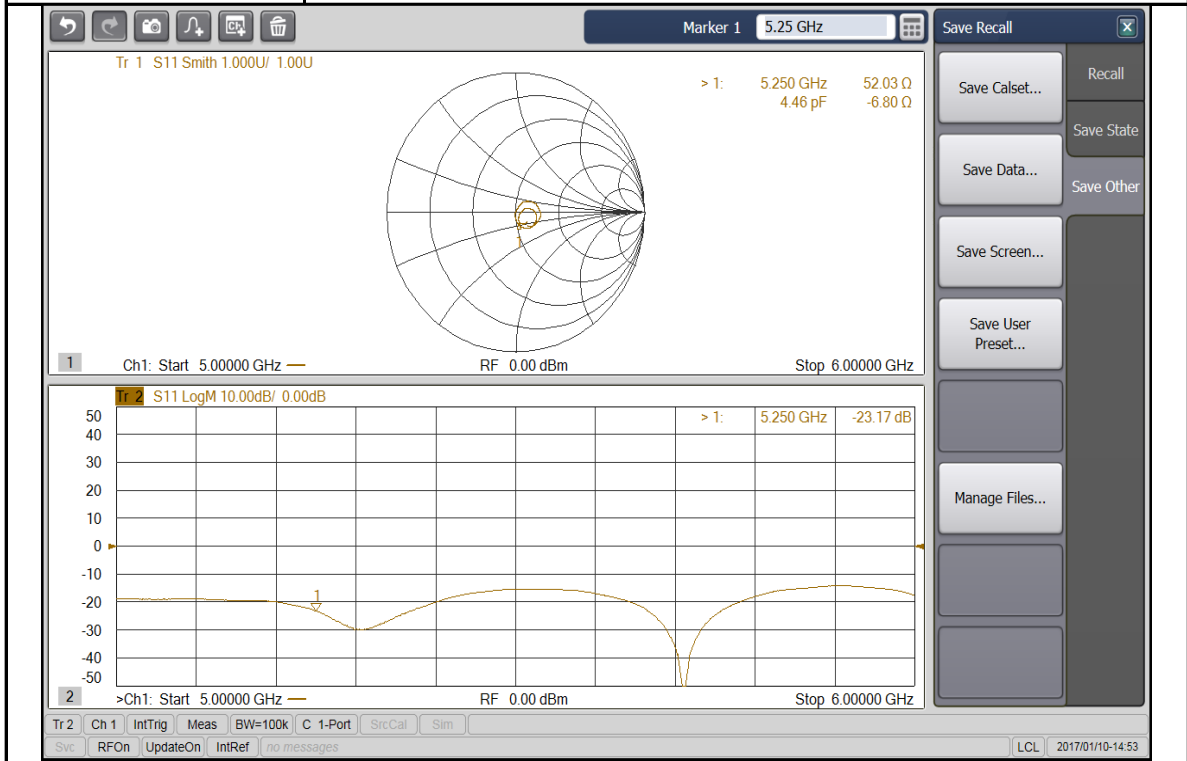 Marker 1 5.25 GHz
Save Recall
Tr 1 S11 Smith 1.000U/ 1.00U
> 1: 5.250 GHz 52.03 Ω
4.46 pF -6.80 Ω
1
1 Ch1: Start 5.00000 GHz — RF 0.00 dBm Stop 6.00000 GHz
Tr 2 S11 LogM 10.00dB/ 0.00dB
> 1: 5.250 GHz -23.17 dB
50
40
30
20
10
0
-10
-20
-30
-40
-50
1
2 >Ch1: Start 5.00000 GHz — RF 0.00 dBm Stop 6.00000 GHz
Save Calset...
Save Data...
Save Screen...
Save User
Preset...
Manage Files...
Recall
Save State
Save Other
Tr 2 Ch 1 IntTrig Meas BW=100k C 1-Port SrcCal Sim
Svc RFOn UpdateOn IntRef no messages LCL 2017/01/10-14:53